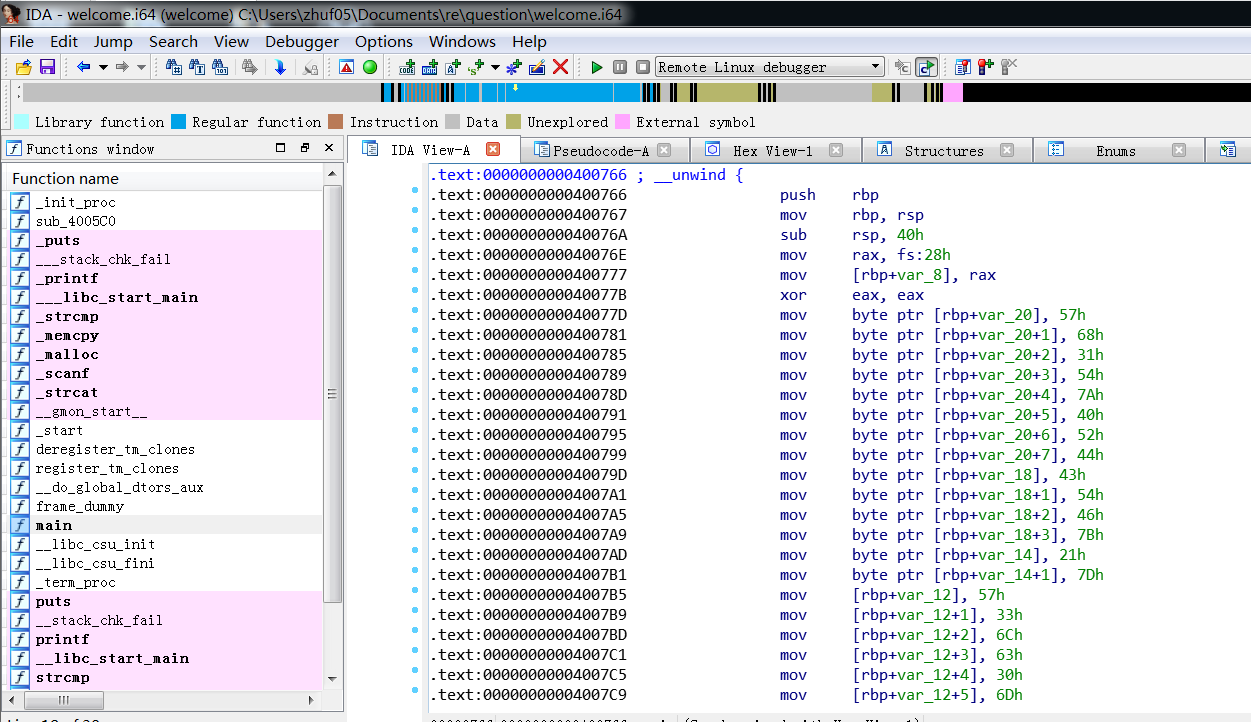 IDA - welcome.i64 (welcome) C:\Users\zhuf05\Documents\re\question\welcome.i64
File Edit Jump Search View Debugger Options Windows Help
Remote Linux debugger
Library function Regular function Instruction Data Unexplored External symbol
Functions window
IDA View-A Pseudocode-A Hex View-1 Structures Enums
Function name
_init_proc
sub_4005C0
_puts
___stack_chk_fail
_printf
___libc_start_main
_strcmp
_memcpy
_malloc
_scanf
_strcat
__gmon_start__
_start
deregister_tm_clones
register_tm_clones
__do_global_dtors_aux
frame_dummy
main
__libc_csu_init
__libc_csu_fini
_term_proc
puts
__stack_chk_fail
printf
__libc_start_main
strcmp
.text:0000000000400766 ; __unwind {
.text:0000000000400766 push rbp
.text:0000000000400767 mov rbp, rsp
.text:000000000040076A sub rsp, 40h
.text:000000000040076E mov rax, fs:28h
.text:0000000000400777 mov [rbp+var_8], rax
.text:000000000040077B xor eax, eax
.text:000000000040077D mov byte ptr [rbp+var_20], 57h
.text:0000000000400781 mov byte ptr [rbp+var_20+1], 68h
.text:0000000000400785 mov byte ptr [rbp+var_20+2], 31h
.text:0000000000400789 mov byte ptr [rbp+var_20+3], 54h
.text:000000000040078D mov byte ptr [rbp+var_20+4], 7Ah
.text:0000000000400791 mov byte ptr [rbp+var_20+5], 40h
.text:0000000000400795 mov byte ptr [rbp+var_20+6], 52h
.text:0000000000400799 mov byte ptr [rbp+var_20+7], 44h
.text:000000000040079D mov byte ptr [rbp+var_18], 43h
.text:00000000004007A1 mov byte ptr [rbp+var_18+1], 54h
.text:00000000004007A5 mov byte ptr [rbp+var_18+2], 46h
.text:00000000004007A9 mov byte ptr [rbp+var_18+3], 7Bh
.text:00000000004007AD mov byte ptr [rbp+var_14], 21h
.text:00000000004007B1 mov byte ptr [rbp+var_14+1], 7Dh
.text:00000000004007B5 mov [rbp+var_12], 57h
.text:00000000004007B9 mov [rbp+var_12+1], 33h
.text:00000000004007BD mov [rbp+var_12+2], 6Ch
.text:00000000004007C1 mov [rbp+var_12+3], 63h
.text:00000000004007C5 mov [rbp+var_12+4], 30h
.text:00000000004007C9 mov [rbp+var_12+5], 6Dh